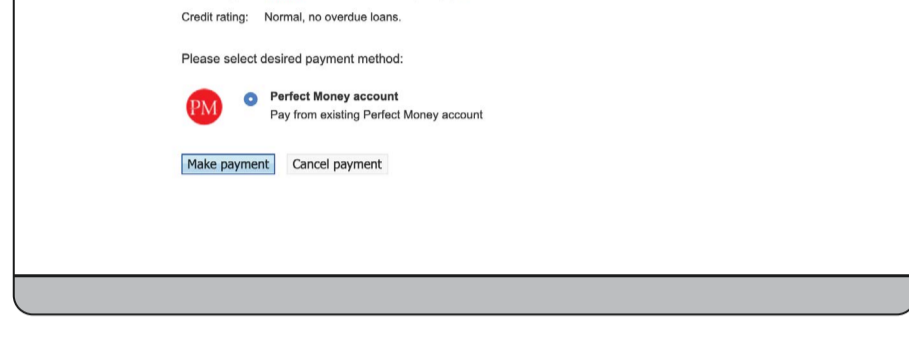 Credit rating: Normal, no overdue loans.
Please select desired payment method:
PM
Perfect Money account
Pay from existing Perfect Money account
Make payment Cancel payment